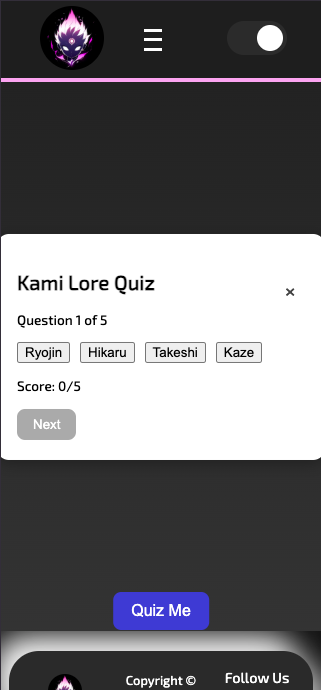 Kami Lore Quiz
×
Question 1 of 5
Ryojin Hikaru Takeshi Kaze
Score: 0/5
Next
Quiz Me
Copyright © Follow Us